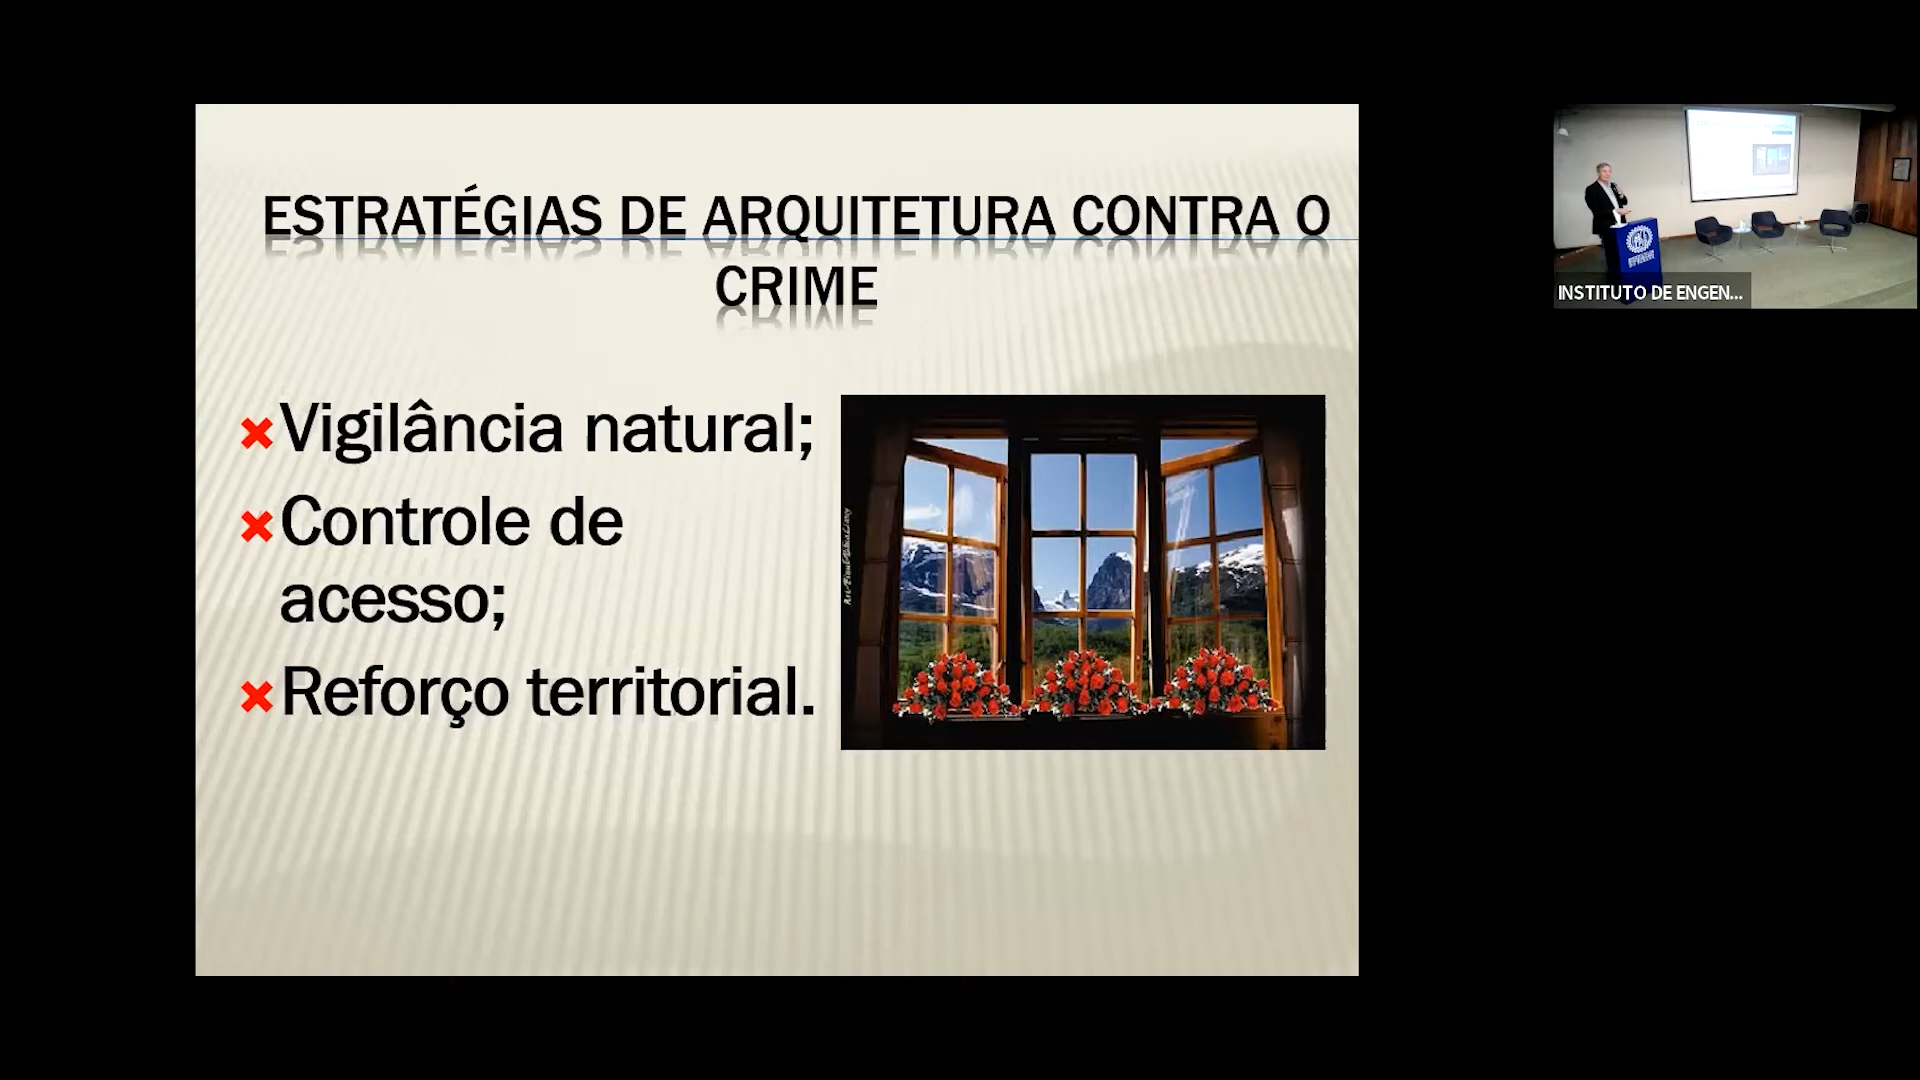 ESTRATÉGIAS DE ARQUITETURA CONTRA O
CRIME
Vigilância natural;
Controle de
acesso;
Reforço territorial.
INSTITUTO DE ENGEN...